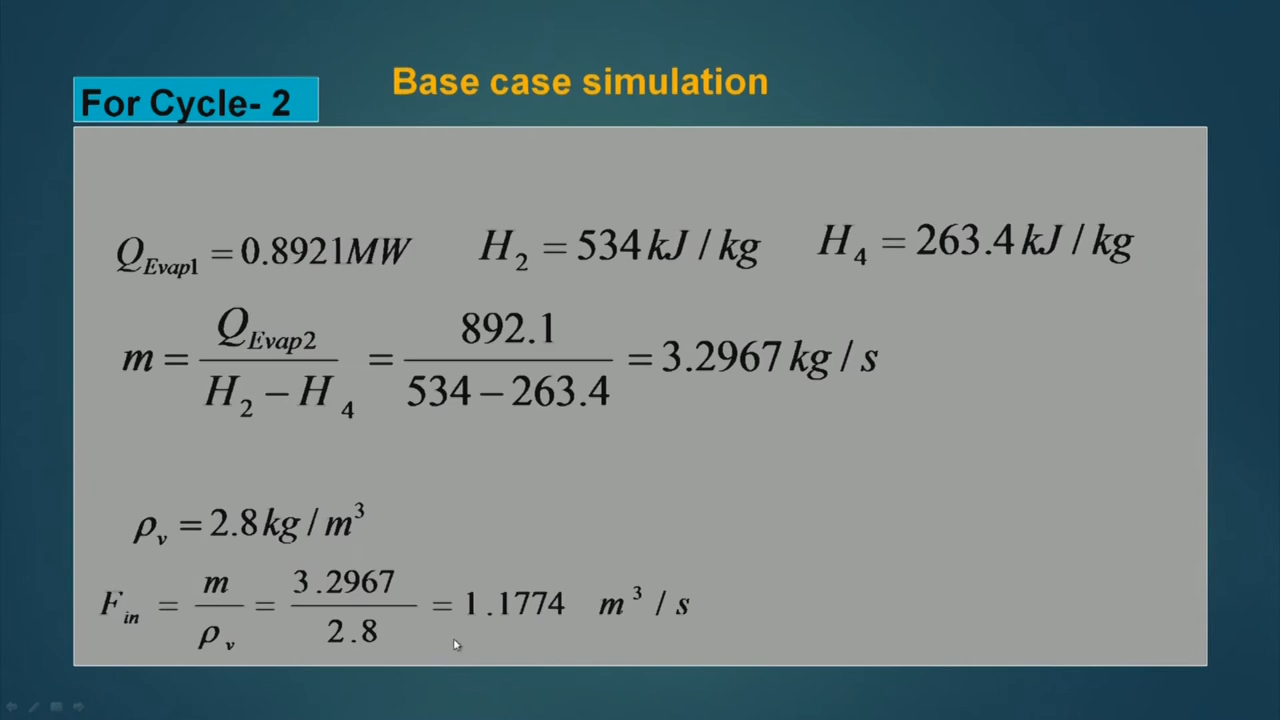 Base case simulation
For Cycle- 2
Q_Evap1 = 0.8921MW H_2 = 534 kJ / kg H_4 = 263.4 kJ / kg
m = Q_Evap2 / (H_2 − H_4) = 892.1 / (534 − 263.4) = 3.2967 kg / s
ρ_v = 2.8 kg / m^3
F_in = m / ρ_v = 3.2967 / 2.8 = 1.1774 m^3 / s